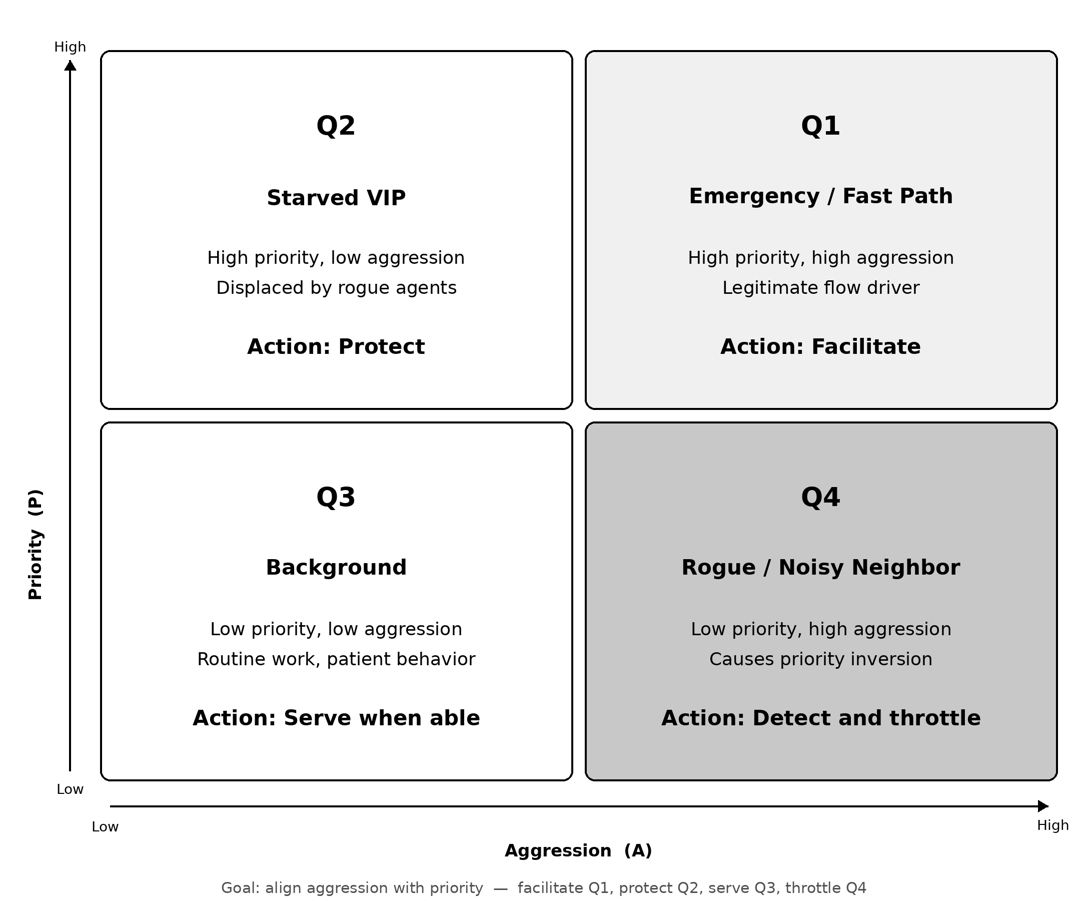 High
Q2
Starved VIP
High priority, low aggression
Displaced by rogue agents
Action: Protect
Q1
Emergency / Fast Path
High priority, high aggression
Legitimate flow driver
Action: Facilitate
Priority (P)
Q3
Background
Low priority, low aggression
Routine work, patient behavior
Action: Serve when able
Q4
Rogue / Noisy Neighbor
Low priority, high aggression
Causes priority inversion
Action: Detect and throttle
Low
Low
High
Aggression (A)
Goal: align aggression with priority — facilitate Q1, protect Q2, serve Q3, throttle Q4